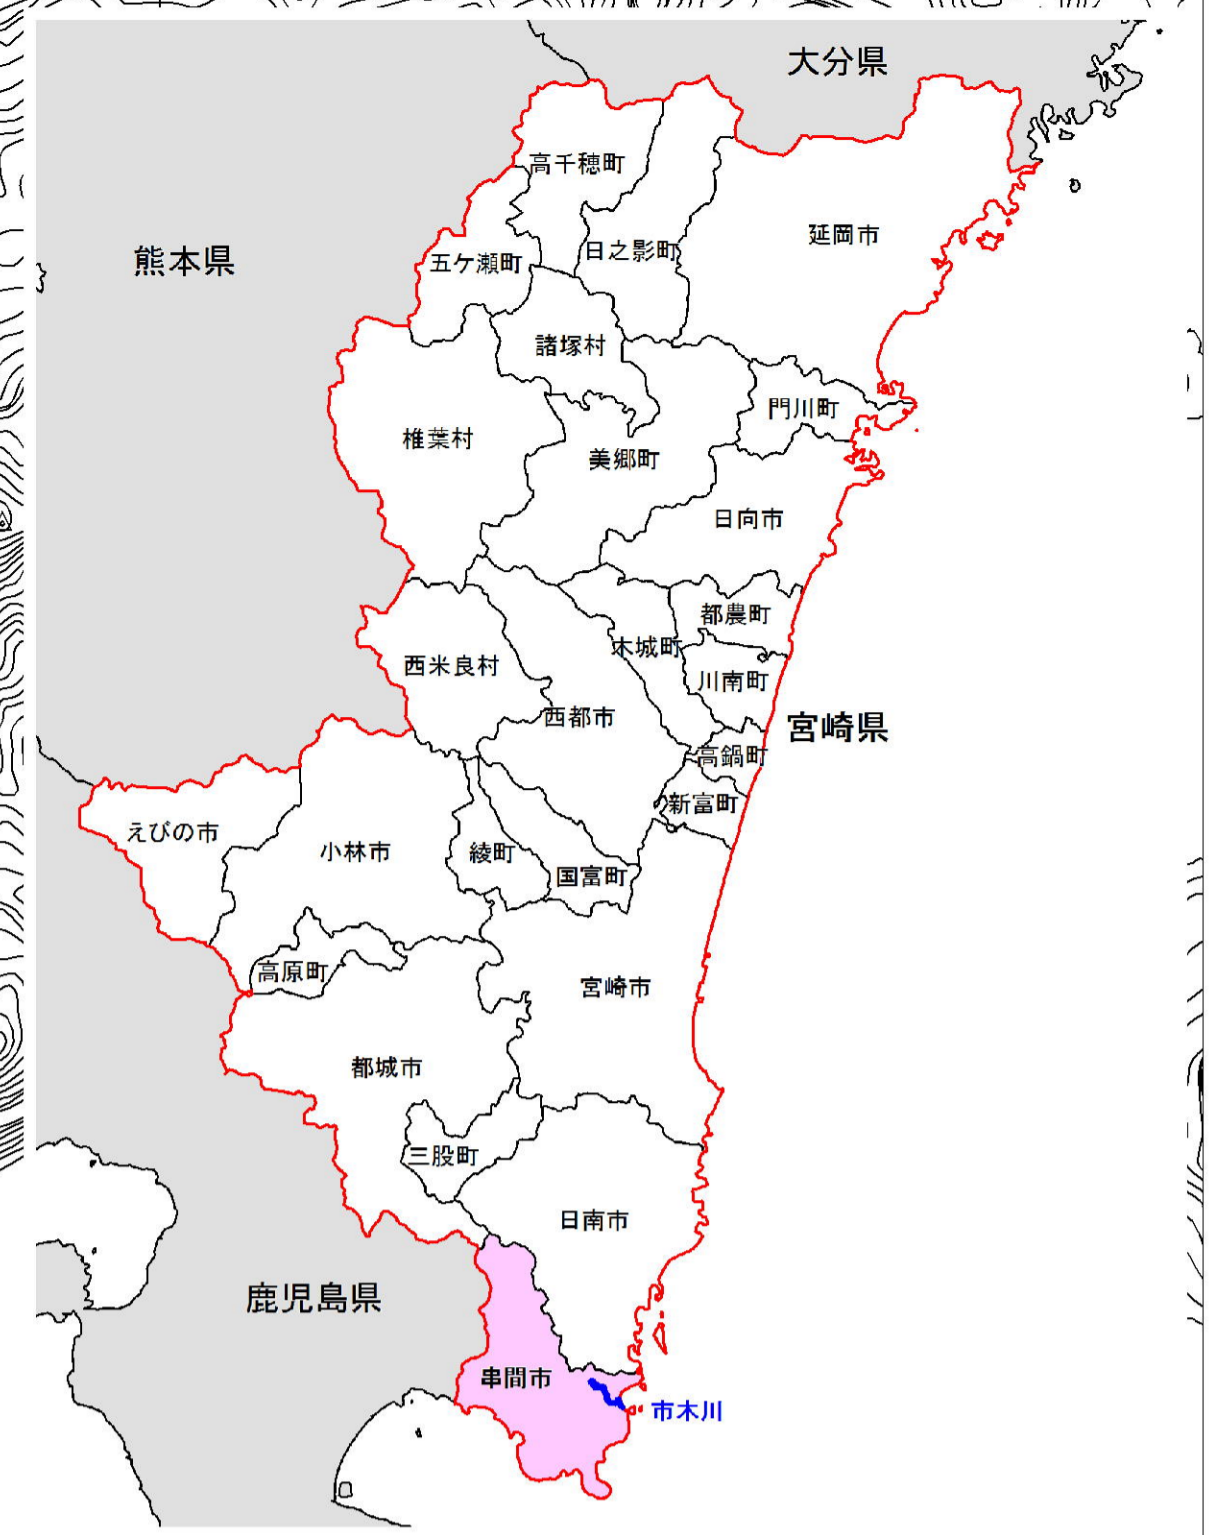 大分県
高千穂町
延岡市
日之影町
熊本県
五ケ瀬町
諸塚村
門川町
椎葉村
美郷町
日向市
都農町
木城町
西米良村
川南町
西都市
宮崎県
高鍋町
新富町
えびの市
小林市
綾町
国富町
高原町
宮崎市
都城市
三股町
日南市
鹿児島県
串間市
市木川